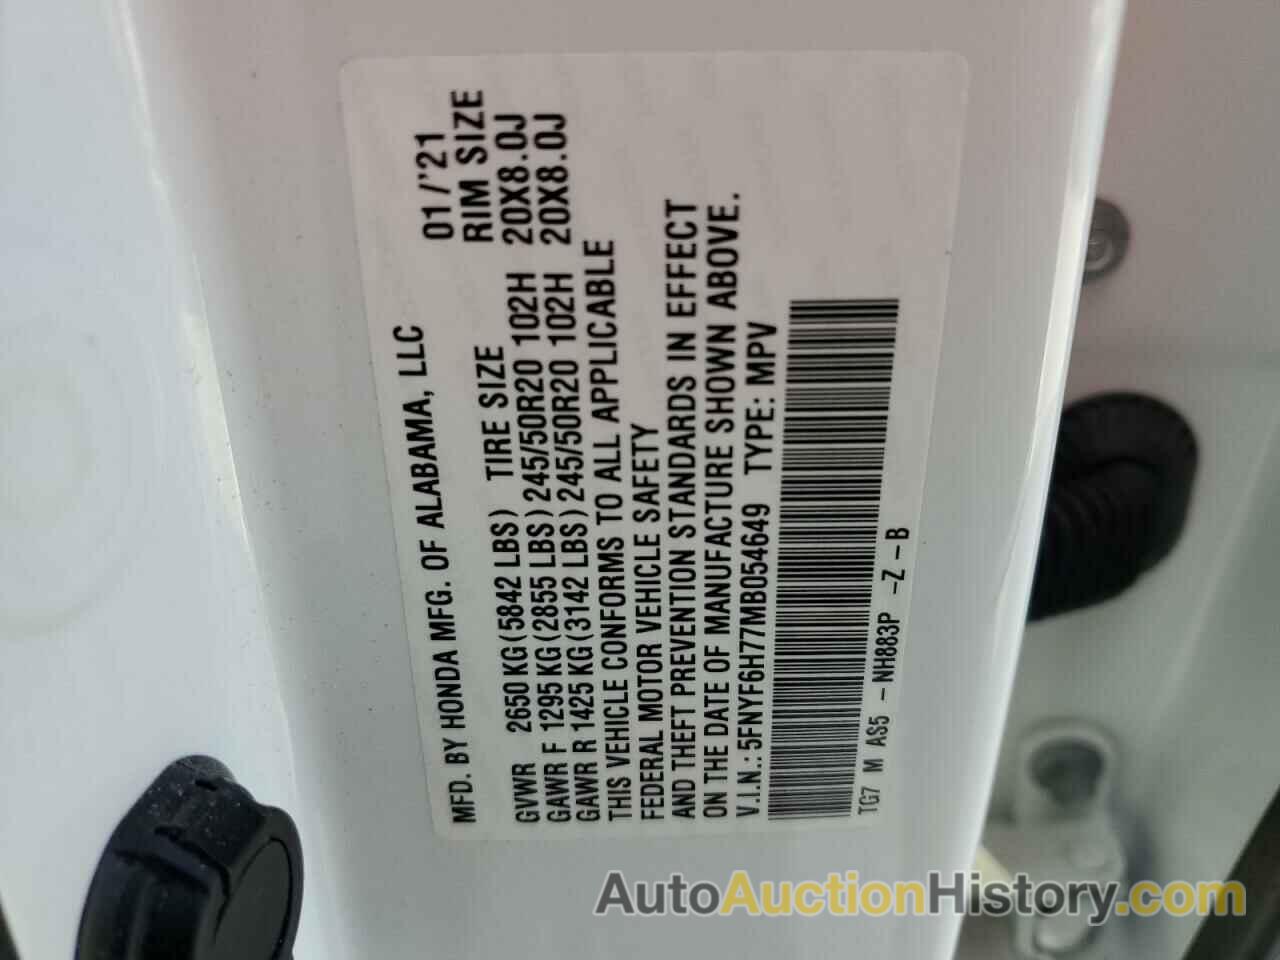 MFD. BY HONDA MFG. OF ALABAMA, LLC 01/'21
GVWR 2650 KG(5842 LBS) TIRE SIZE RIM SIZE
GAWR F 1295 KG(2855 LBS) 245/50R20 102H 20X8.0J
GAWR R 1425 KG(3142 LBS) 245/50R20 102H 20X8.0J
THIS VEHICLE CONFORMS TO ALL APPLICABLE
FEDERAL MOTOR VEHICLE SAFETY
AND THEFT PREVENTION STANDARDS IN EFFECT
ON THE DATE OF MANUFACTURE SHOWN ABOVE.
V.I.N.: 5FNYF6H77MB054649 TYPE: MPV
TG7 M AS5 -NH883P -Z-B
AutoAuctionHistory.com